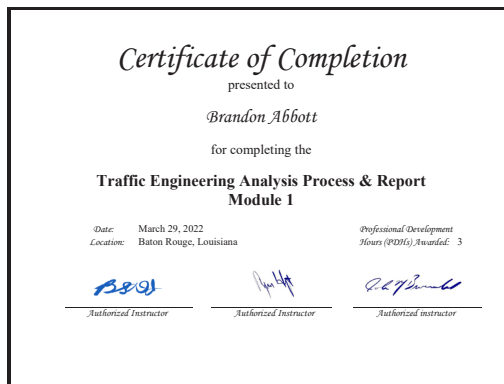 Certificate of Completion
presented to
Brandon Abbott
for completing the
Traffic Engineering Analysis Process & Report
Module 1
Date: March 29, 2022
Location: Baton Rouge, Louisiana
Professional Development
Hours (PDHs) Awarded: 3
Authorized Instructor
Authorized Instructor
Authorized instructor